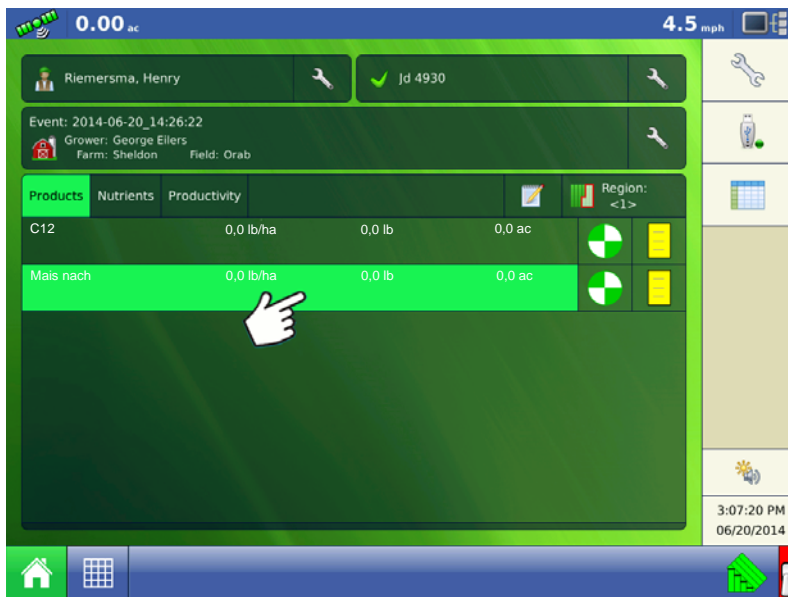 0.00 ac 4.5 mph
Riemersma, Henry Jd 4930
Event: 2014-06-20_14:26:22
Grower: George Eilers
Farm: Sheldon Field: Orab
Products Nutrients Productivity Region: <1>
C12 0,0 lb/ha 0,0 lb 0,0 ac
Mais nach 0,0 lb/ha 0,0 lb 0,0 ac
3:07:20 PM
06/20/2014